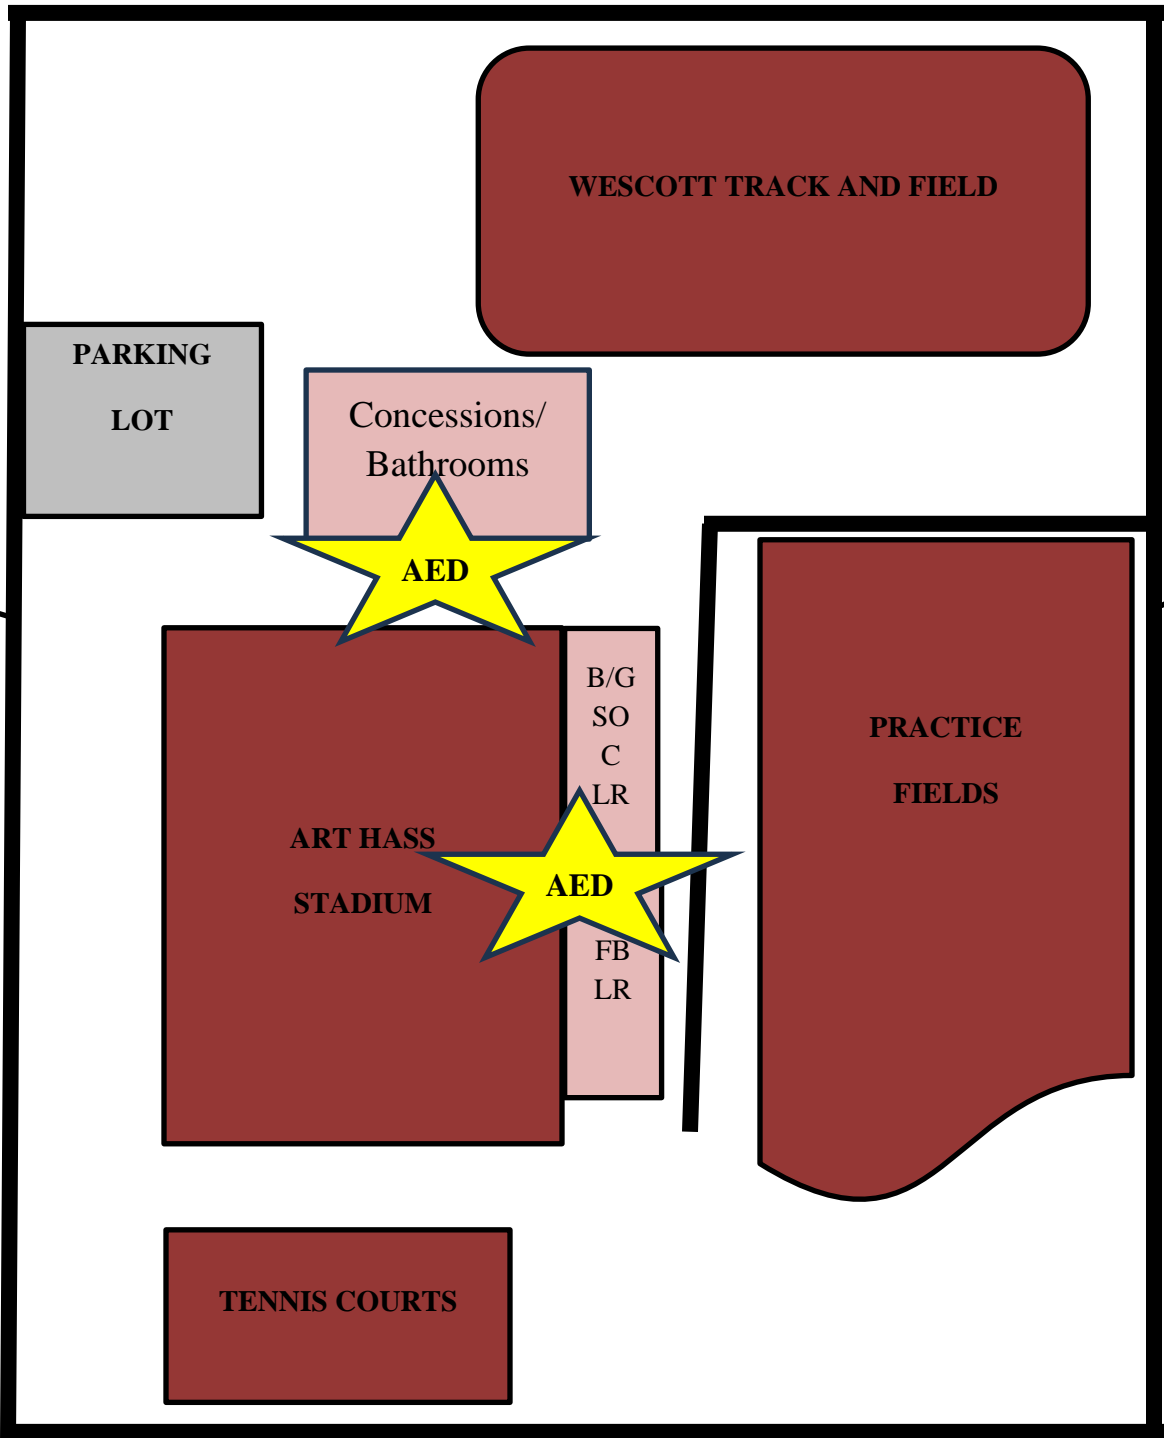 WESCOTT TRACK AND FIELD
PARKING
LOT
Concessions/
Bathrooms
AED
B/G
SO
C
LR
PRACTICE
FIELDS
ART HASS
STADIUM
AED
FB
LR
TENNIS COURTS